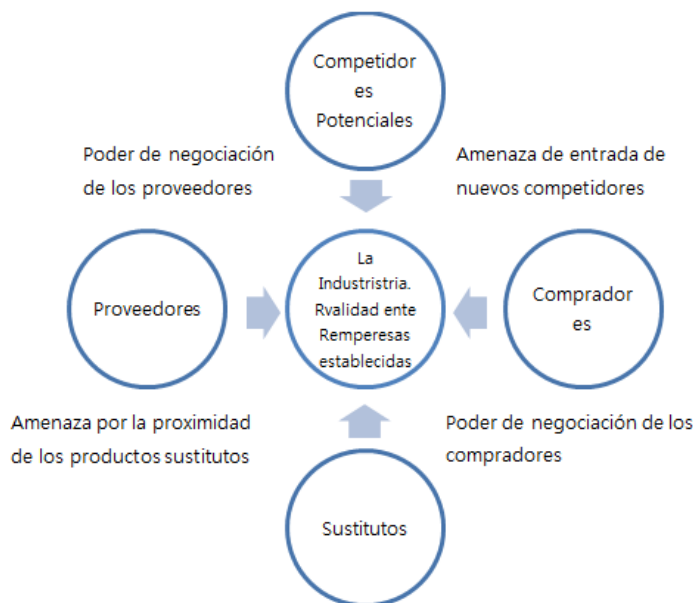 Competidor
es
Potenciales
Poder de negociación
de los proveedores
Amenaza de entrada de
nuevos competidores
Proveedores
La
Industristria.
Rvalidad ente
Remperesas
establecidas
Comprador
es
Amenaza por la proximidad
de los productos sustitutos
Poder de negociación de los
compradores
Sustitutos